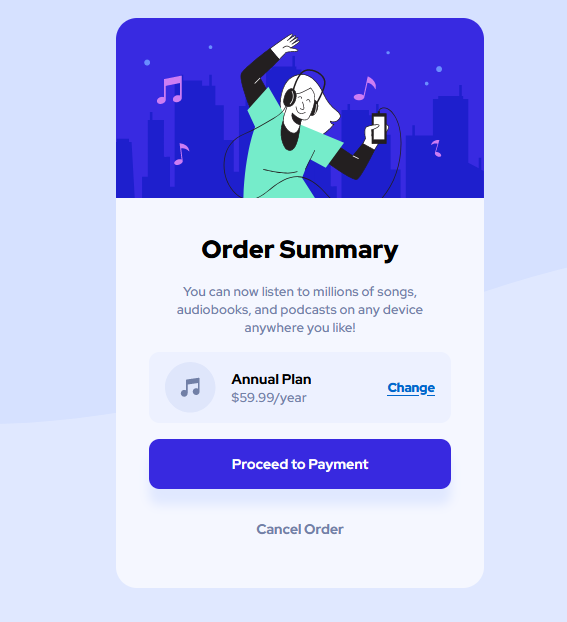 Order Summary
You can now listen to millions of songs,
audiobooks, and podcasts on any device
anywhere you like!
Annual Plan
$59.99/year
Change
Proceed to Payment
Cancel Order